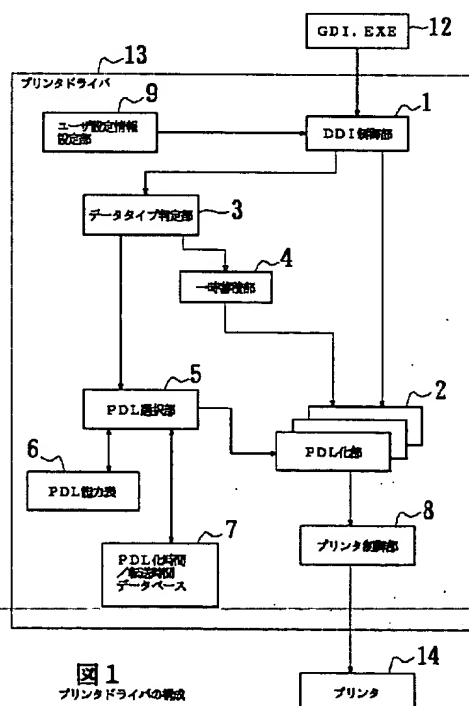 12
GDI.EXE
13
プリンタドライバ
9
ユーザ設定情報
設定部
1
DDI制御部
データタイプ判定部
3
4
一時蓄積部
5
PDL選択部
2
PDL化部
6
PDL能力表
7
PDL化時間
／転送時間
データベース
8
プリンタ制御部
図1
プリンタドライバの構成
14
プリンタ